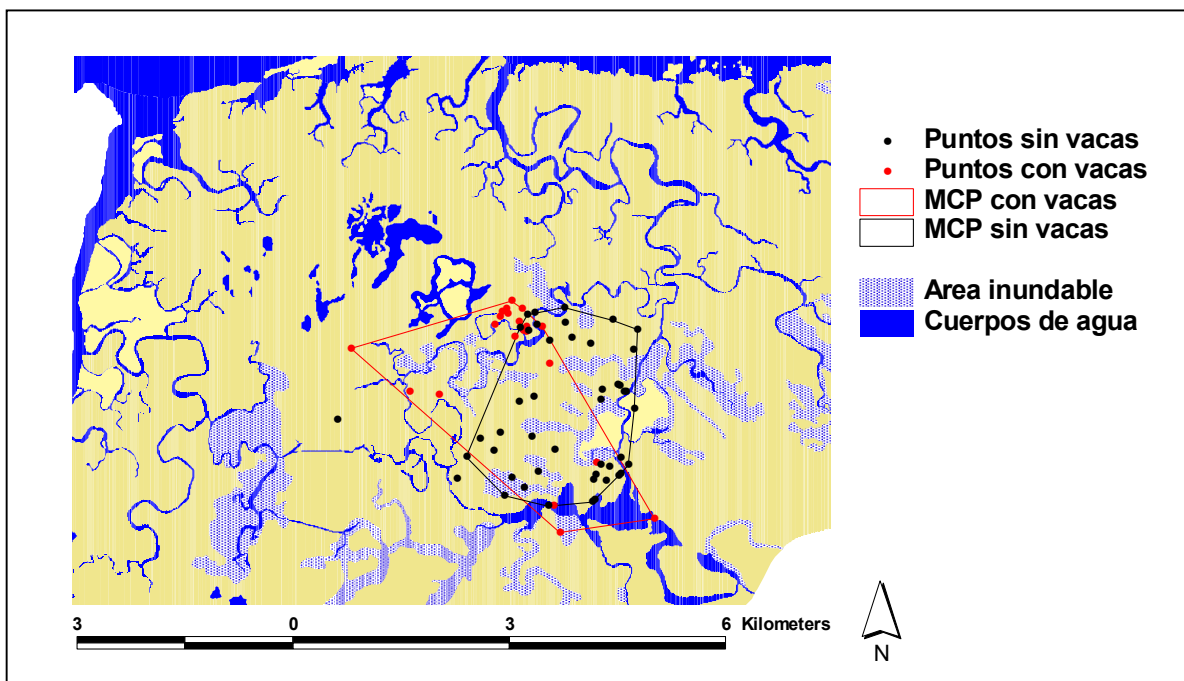 Puntos sin vacas
Puntos con vacas
MCP con vacas
MCP sin vacas
Area inundable
Cuerpos de agua
3 0 3 6 Kilometers
N